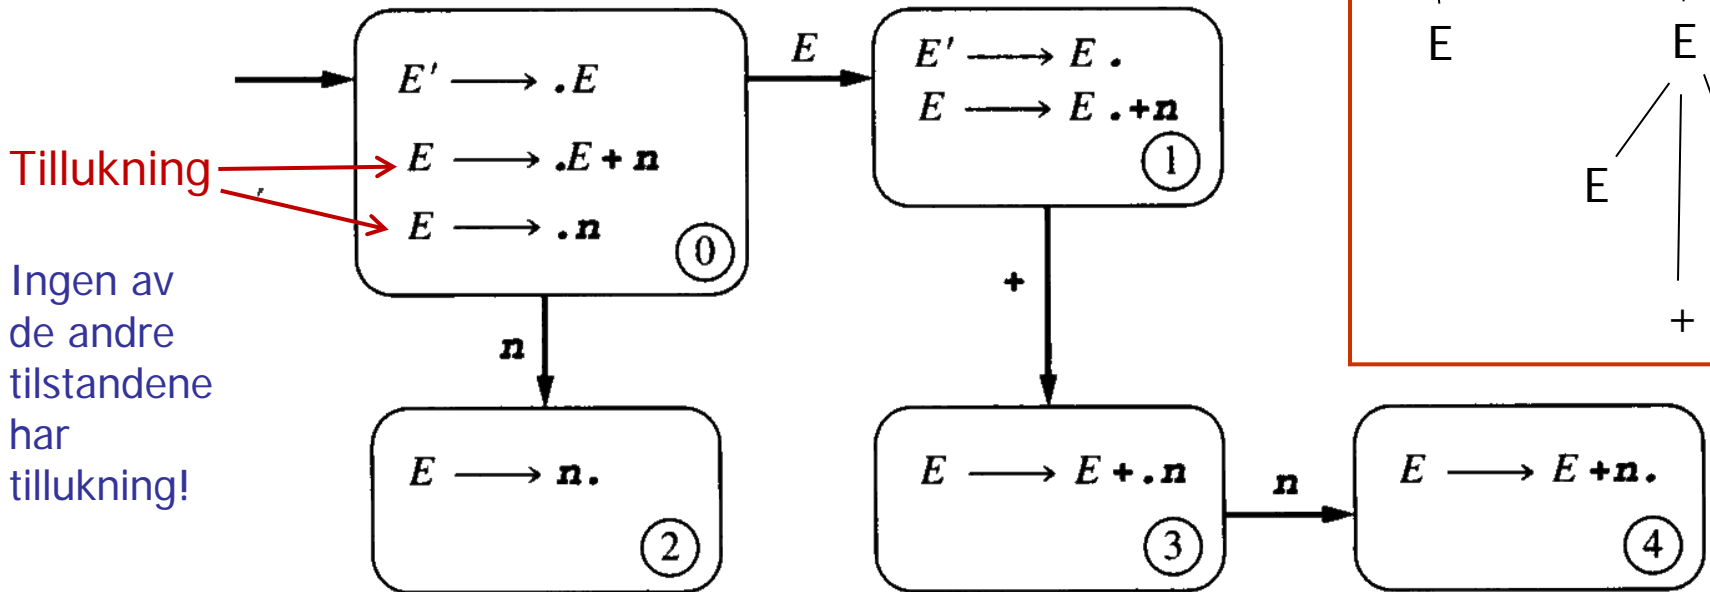 E' ⟶ .E
E ⟶ .E + n
E ⟶ .n
0
E
E' ⟶ E .
E ⟶ E .+n
1
Tillukning
Ingen av
de andre
tilstandene
har
tillukning!
n
+
E ⟶ n.
2
E ⟶ E +.n
3
n
E ⟶ E +n.
4
E
E
E
+